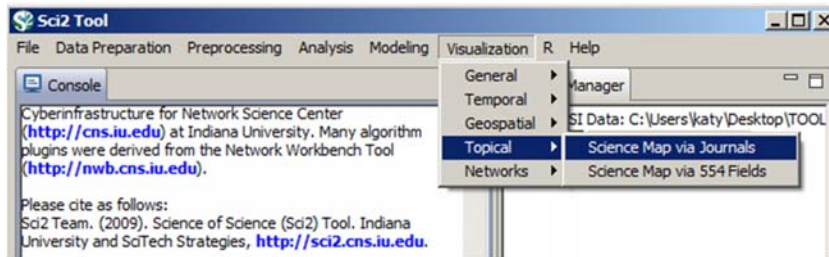 Sci2 Tool
File Data Preparation Preprocessing Analysis Modeling Visualization R Help
Console
Manager
General
Temporal
Geospatial
Topical
Networks
Science Map via Journals
Science Map via 554 Fields
SI Data: C:\Users\katy\Desktop\TOOL
Cyberinfrastructure for Network Science Center
(http://cns.iu.edu) at Indiana University. Many algorithm
plugins were derived from the Network Workbench Tool
(http://nwb.cns.iu.edu).
Please cite as follows:
Sci2 Team. (2009). Science of Science (Sci2) Tool. Indiana
University and SciTech Strategies, http://sci2.cns.iu.edu.